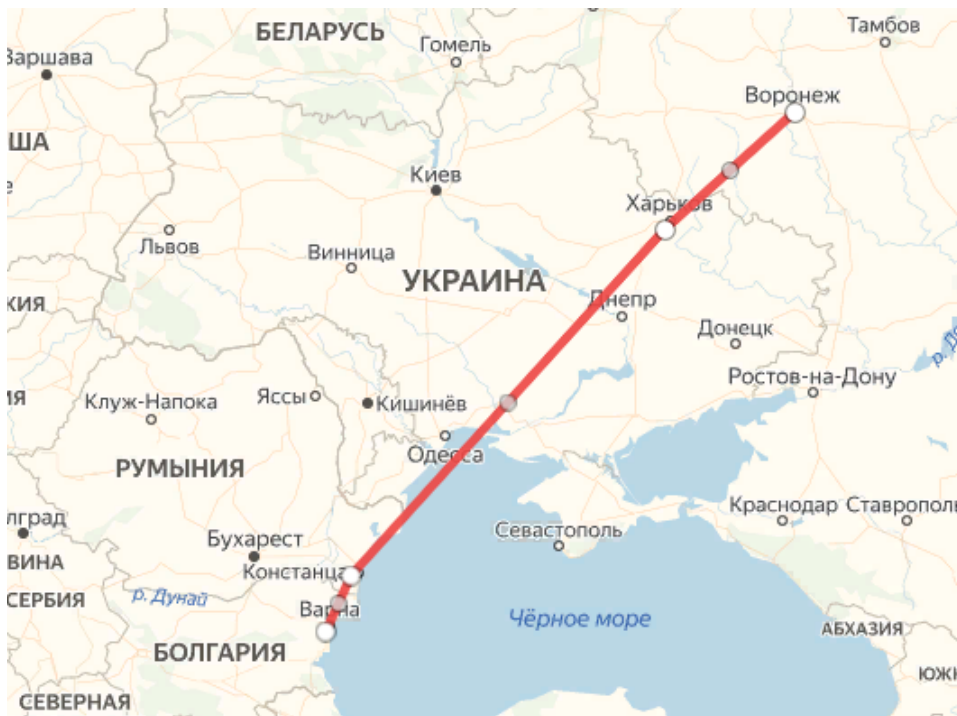 БЕЛАРУСЬ
Тамбов
Гомель
Варшава
Воронеж
ША
Киев
Харьков
Львов
Винница
УКРАИНА
КИЯ
Днепр
Донецк
р. До
Ростов-на-Дону
ИЯ
Клуж-Напока
Яссы
Кишинёв
Одесса
РУМЫНИЯ
Краснодар
Ставрополь
лград
Севастополь
Бухарест
ВИНА
Констанца
СЕРБИЯ
р. Дунай
Варна
Чёрное море
АБХАЗИЯ
БОЛГАРИЯ
ЮЖН
СЕВЕРНАЯ